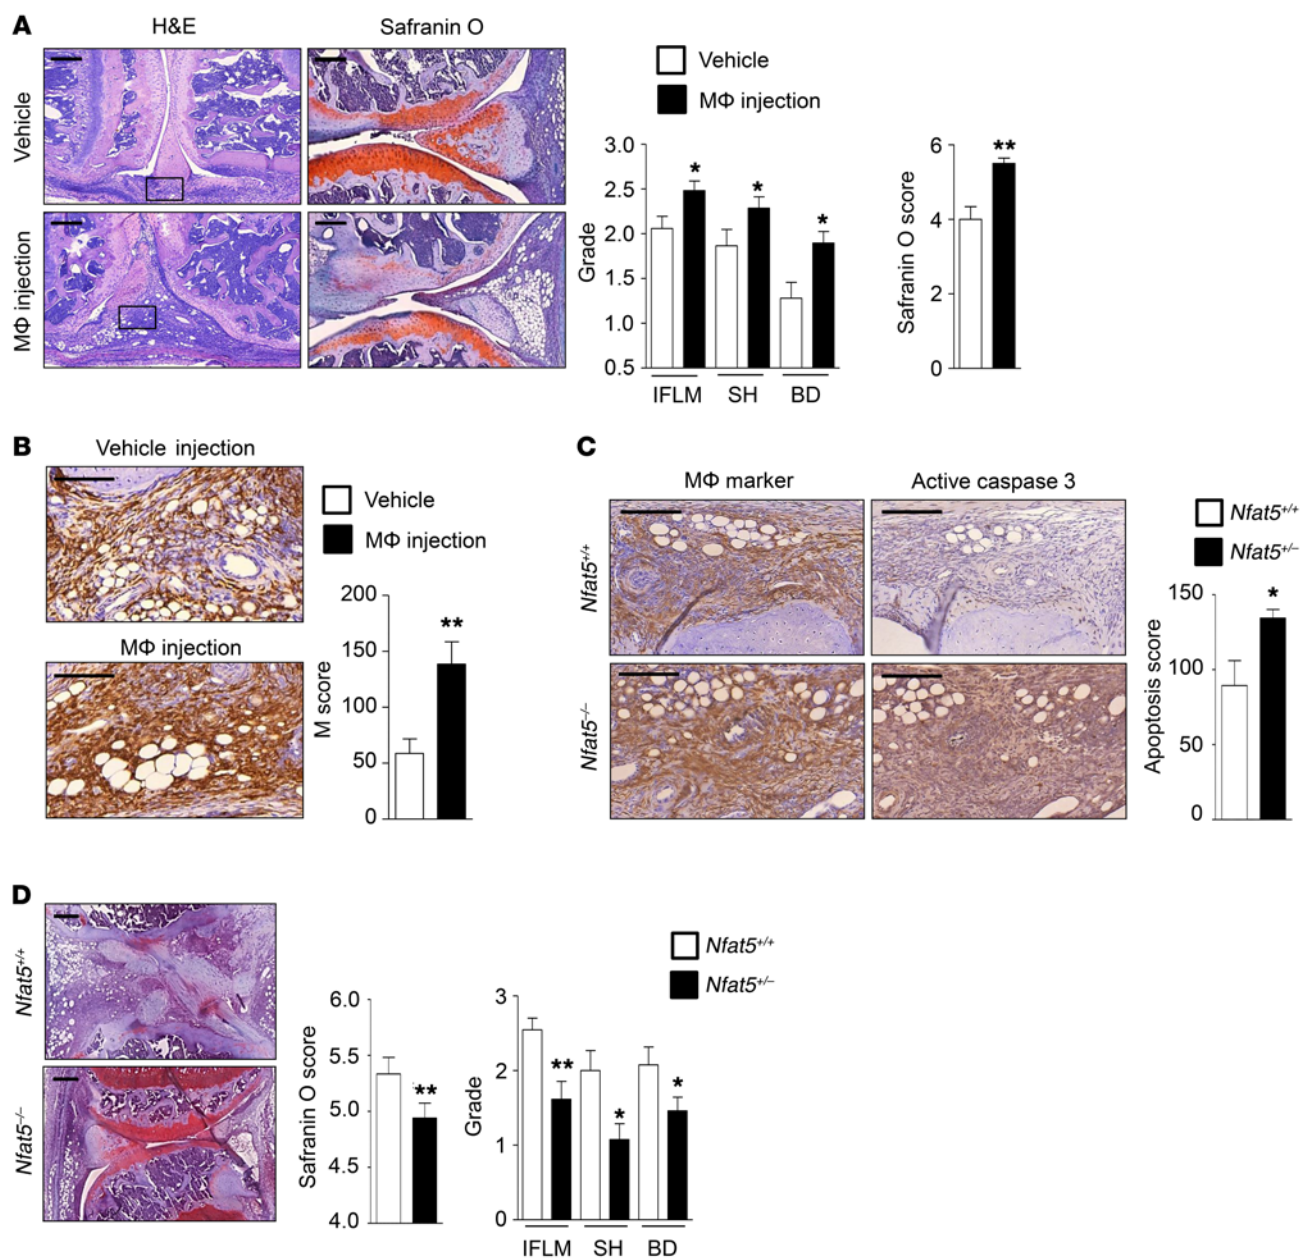 A
H&E
Safranin O
Vehicle
MΦ injection
Vehicle
MΦ injection
Grade
3.0
2.5
2.0
1.5
1.0
0.5
*
*
*
IFLM
SH
BD
Safranin O score
6
4
2
0
**
B
Vehicle injection
MΦ injection
Vehicle
MΦ injection
M score
200
150
100
50
0
**
C
MΦ marker
Active caspase 3
Nfat5+/+
Nfat5–/–
Nfat5+/+
Nfat5+/–
Apoptosis score
150
100
50
0
*
D
Nfat5+/+
Nfat5–/–
Safranin O score
6.0
5.5
5.0
4.5
4.0
**
Nfat5+/+
Nfat5+/–
Grade
3
2
1
0
**
*
*
IFLM
SH
BD